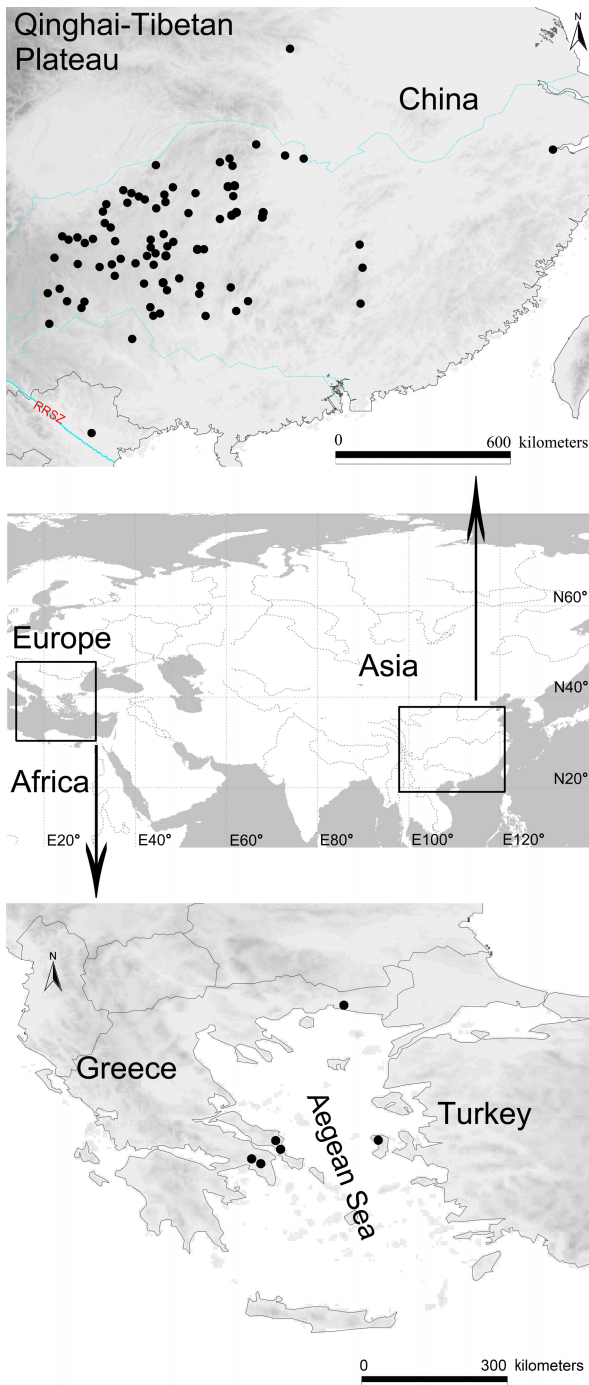 Qinghai-Tibetan
Plateau
N
China
RRSZ
0 600 kilometers
N60°
Europe
Asia
N40°
Africa
N20°
E20° E40° E60° E80° E100° E120°
N
Greece
Turkey
Aegean Sea
0 300 kilometers